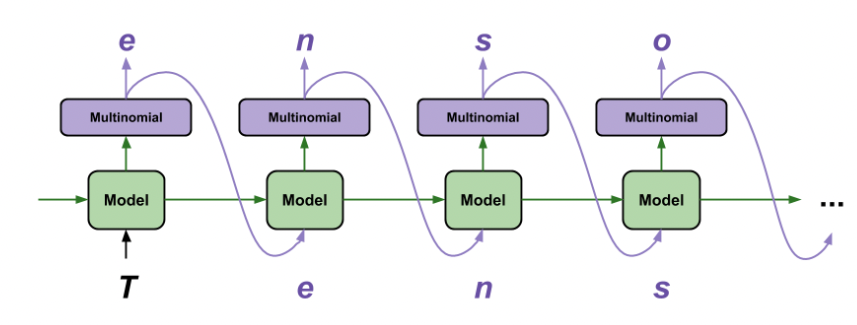 e n s o
Multinomial Multinomial Multinomial Multinomial
Model Model Model Model ...
T e n s